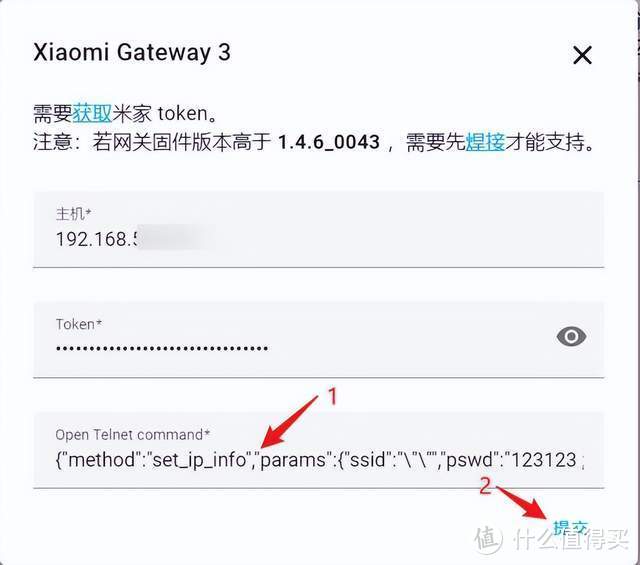 Xiaomi Gateway 3
需要获取米家 token。
注意：若网关固件版本高于 1.4.6_0043 ，需要先焊接才能支持。
主机*
192.168.
Token*
••••••••••••••••••••••••••••••••
1
Open Telnet command*
{"method":"set_ip_info","params":{"ssid":"\"\"","pswd":"123123 ;
2
提交
值 什么值得买